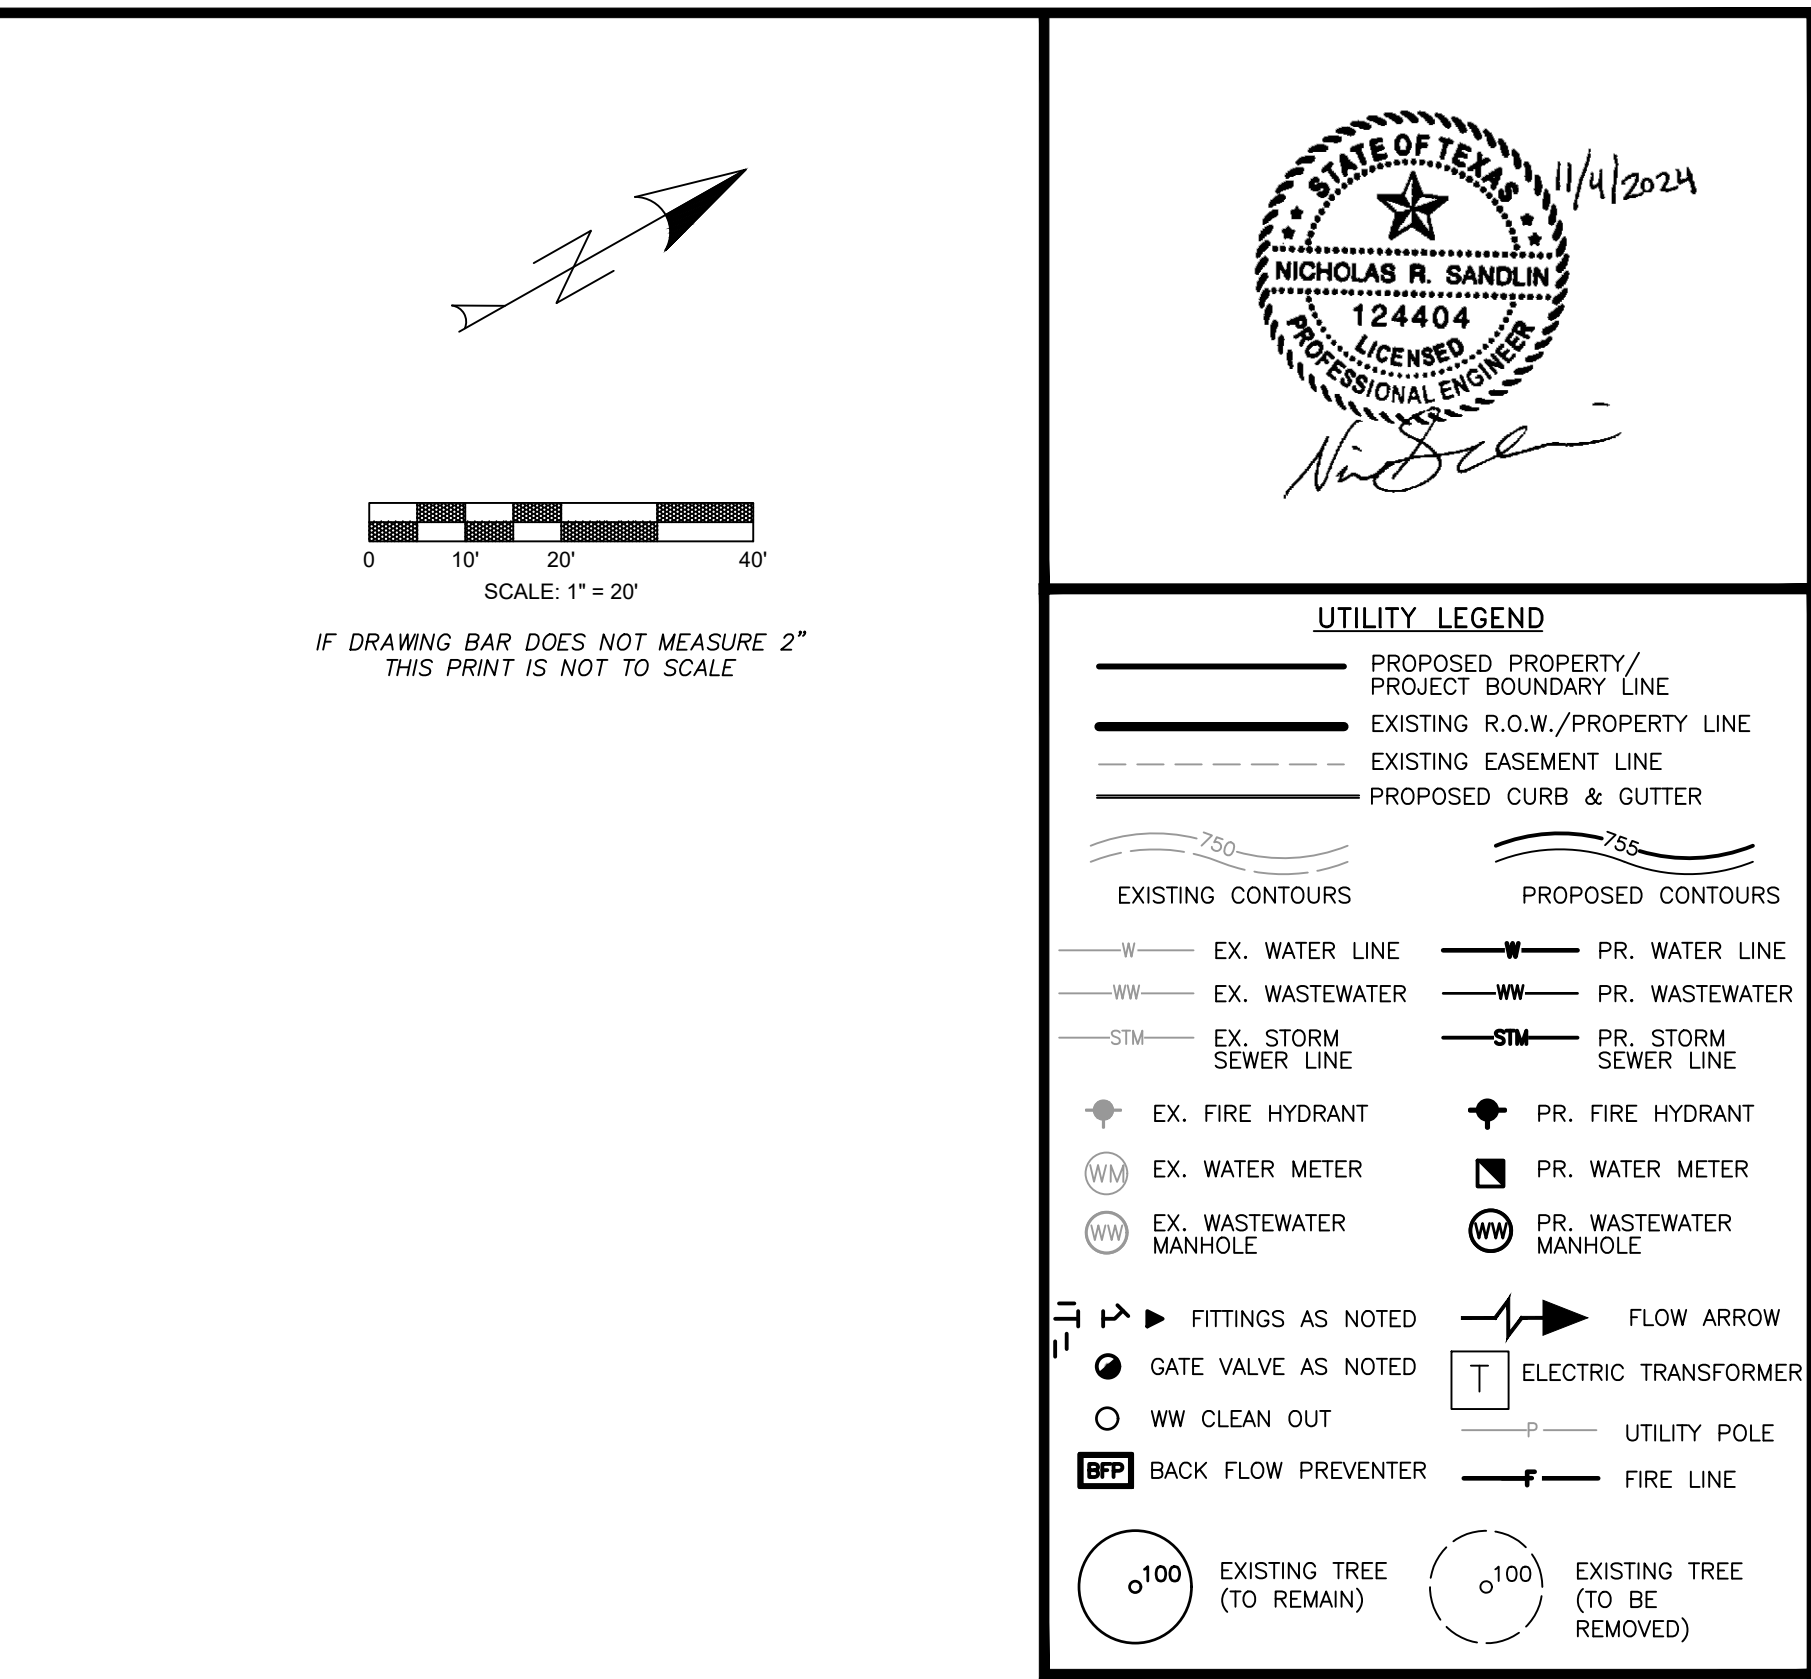 Z
0 10' 20' 40'
SCALE: 1" = 20'
IF DRAWING BAR DOES NOT MEASURE 2"
THIS PRINT IS NOT TO SCALE
STATE OF TEXAS
NICHOLAS R. SANDLIN
124404
LICENSED
PROFESSIONAL ENGINEER
11/4/2024
UTILITY LEGEND
PROPOSED PROPERTY/
PROJECT BOUNDARY LINE
EXISTING R.O.W./PROPERTY LINE
EXISTING EASEMENT LINE
PROPOSED CURB & GUTTER
750 755
EXISTING CONTOURS PROPOSED CONTOURS
W EX. WATER LINE W PR. WATER LINE
WW EX. WASTEWATER WW PR. WASTEWATER
STM EX. STORM STM PR. STORM
SEWER LINE SEWER LINE
EX. FIRE HYDRANT PR. FIRE HYDRANT
WM EX. WATER METER PR. WATER METER
WW EX. WASTEWATER WW PR. WASTEWATER
MANHOLE MANHOLE
FITTINGS AS NOTED FLOW ARROW
GATE VALVE AS NOTED T ELECTRIC TRANSFORMER
WW CLEAN OUT P UTILITY POLE
BFP BACK FLOW PREVENTER F FIRE LINE
100 EXISTING TREE 100 EXISTING TREE
(TO REMAIN) (TO BE
REMOVED)